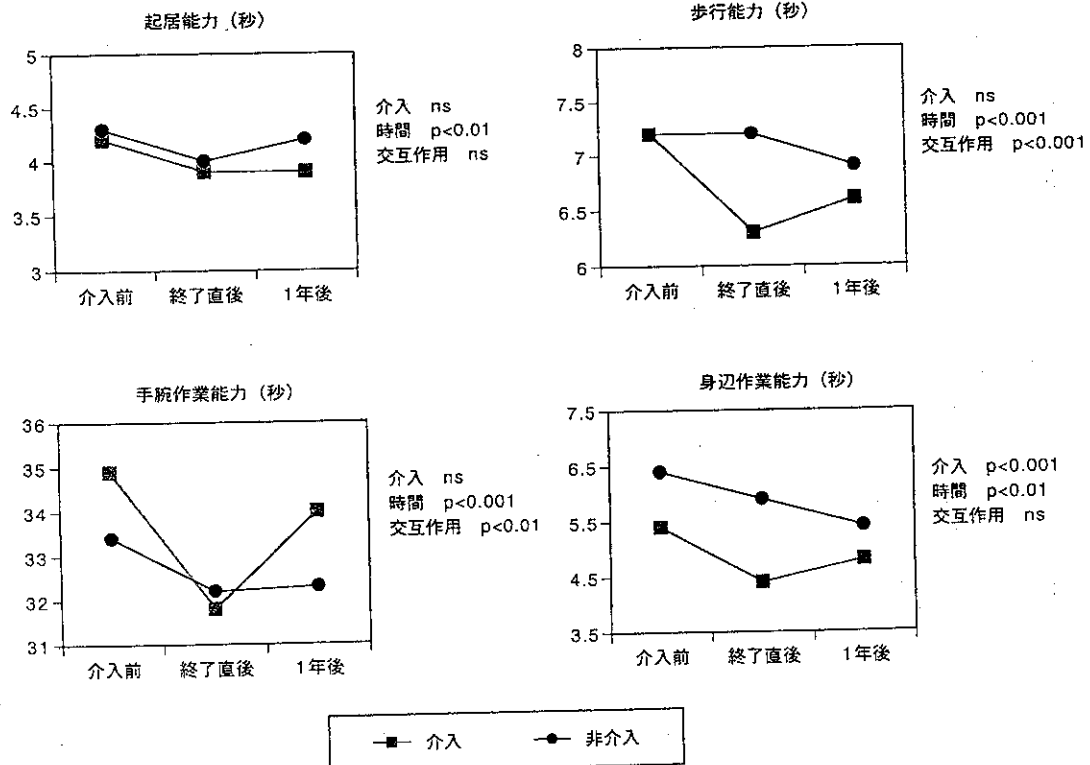 起居能力 (秒)
5
4.5
4
3.5
3
介入前 終了直後 1年後
介入 ns
時間 p<0.01
交互作用 ns
歩行能力 (秒)
8
7.5
7
6.5
6
介入前 終了直後 1年後
介入 ns
時間 p<0.001
交互作用 p<0.001
手腕作業能力 (秒)
36
35
34
33
32
31
介入前 終了直後 1年後
介入 ns
時間 p<0.001
交互作用 p<0.01
身辺作業能力 (秒)
7.5
6.5
5.5
4.5
3.5
介入前 終了直後 1年後
介入 p<0.001
時間 p<0.01
交互作用 ns
介入 非介入